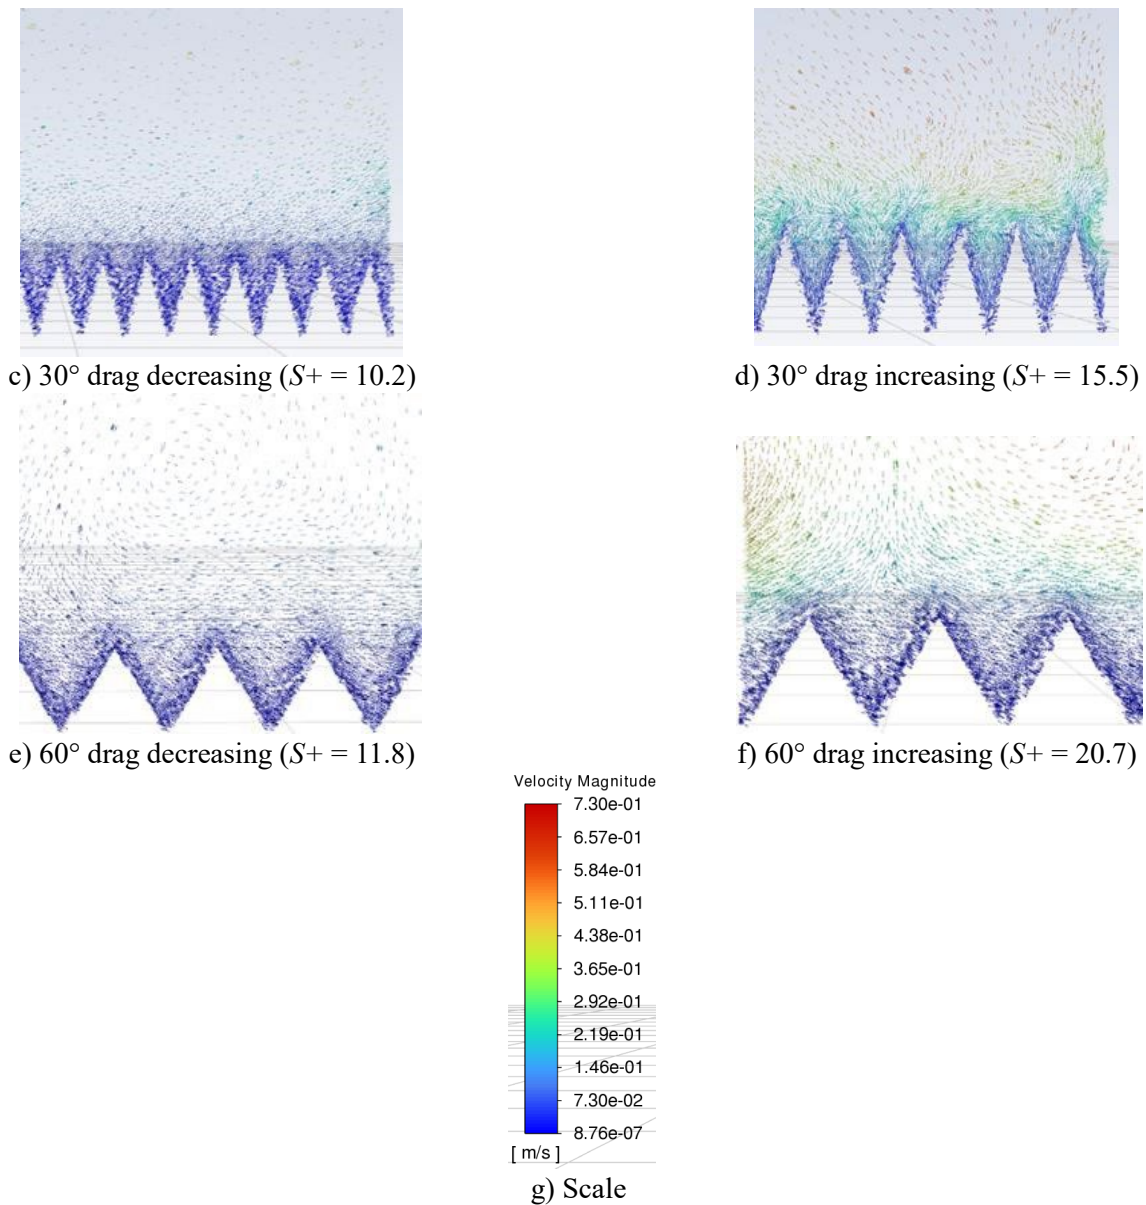 c) 30° drag decreasing (S+ = 10.2)
d) 30° drag increasing (S+ = 15.5)
e) 60° drag decreasing (S+ = 11.8)
f) 60° drag increasing (S+ = 20.7)
Velocity Magnitude
7.30e-01
6.57e-01
5.84e-01
5.11e-01
4.38e-01
3.65e-01
2.92e-01
2.19e-01
1.46e-01
7.30e-02
8.76e-07
[ m/s ]
g) Scale